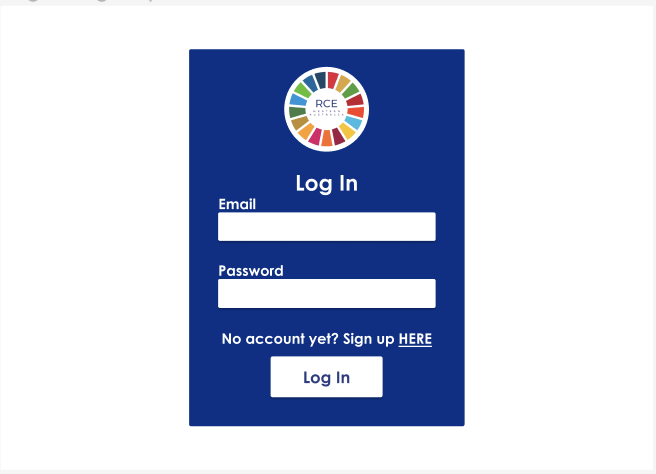 RCE
WESTERN
AUSTRALIA
Log In
Email
Password
No account yet? Sign up HERE
Log In